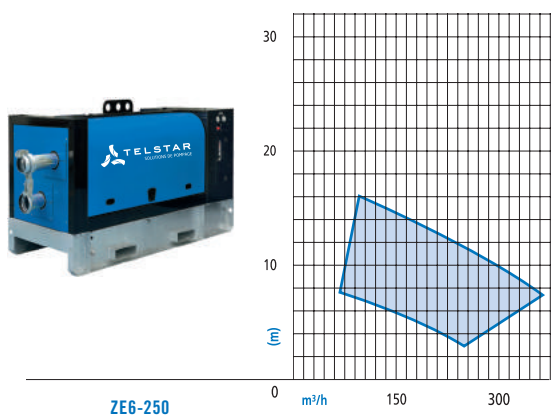 TELSTAR
SOLUTIONS DE POMPAGE
30
20
10
(m)
0
m³/h
150
300
ZE6-250